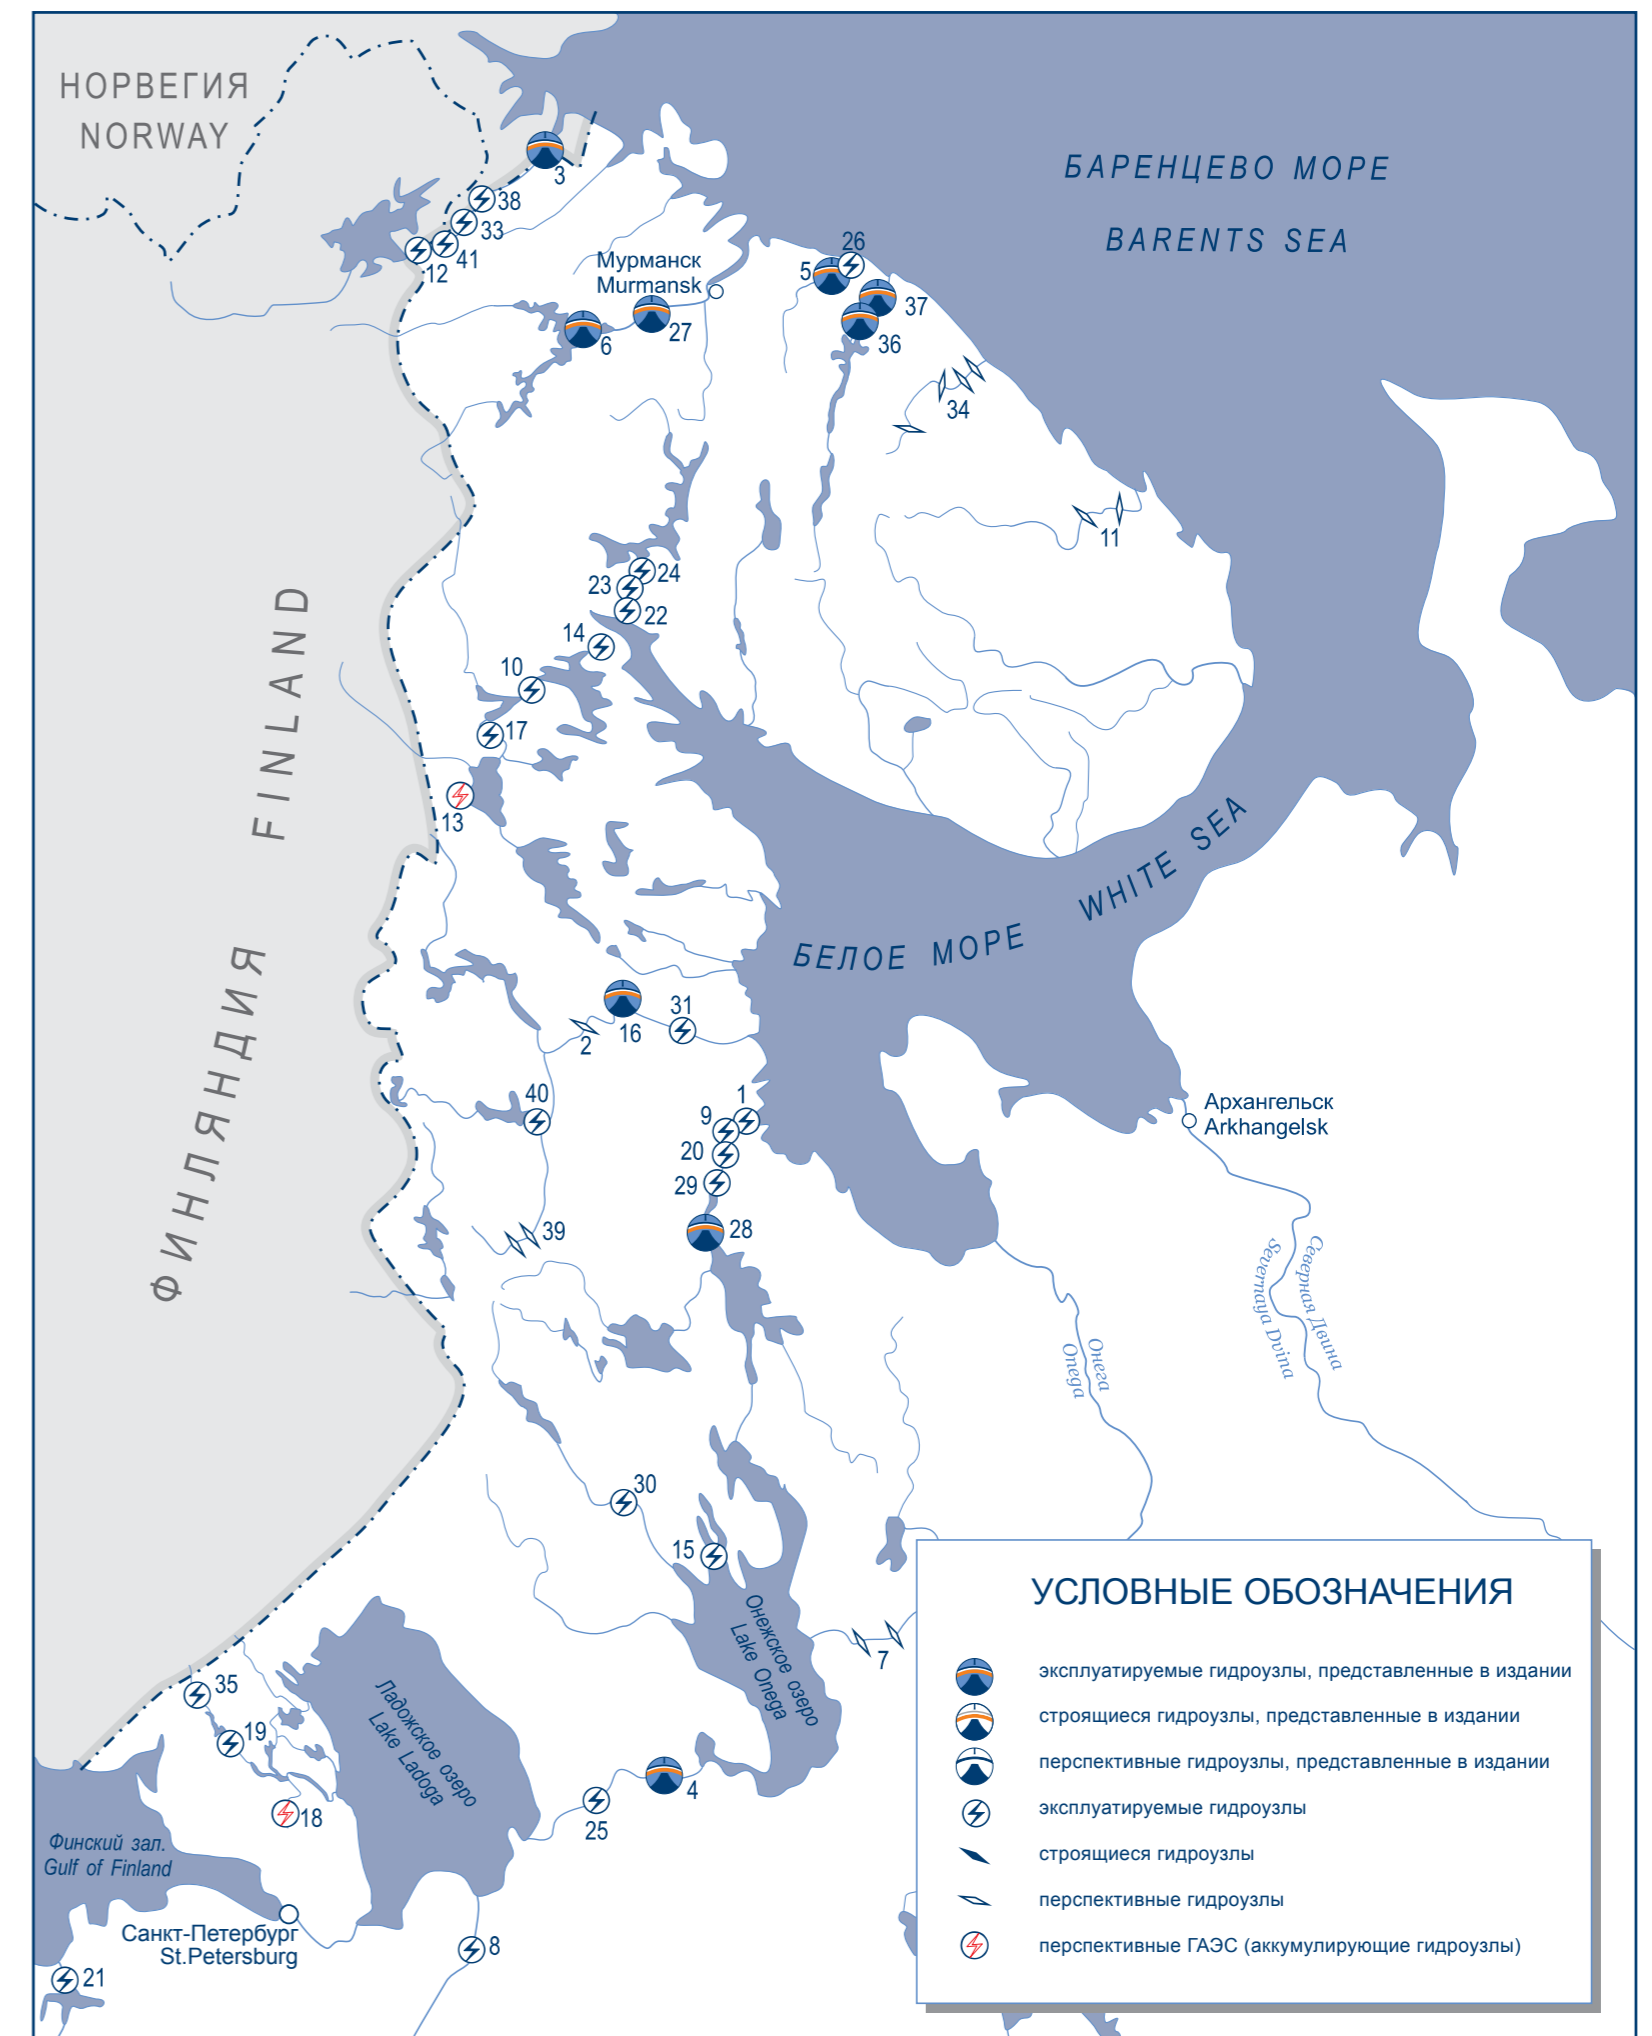 НОРВЕГИЯ
NORWAY
БАРЕНЦЕВО МОРЕ
BARENTS SEA
3
38
33
41
12
Мурманск
Murmansk
26
5
37
36
27
6
34
11
24
23
22
14
10
17
13
ФИНЛЯНДИЯ
FINLAND
БЕЛОЕ МОРЕ
WHITE SEA
31
16
2
40
1
9
20
29
28
39
Архангельск
Arkhangelsk
Северная Двина
Severnaya Dvina
Онега
Onega
30
15
Онежское озеро
Lake Onega
7
35
19
18
Ладожское озеро
Lake Ladoga
4
25
Финский зал.
Gulf of Finland
Санкт-Петербург
St.Petersburg
8
21
УСЛОВНЫЕ ОБОЗНАЧЕНИЯ
эксплуатируемые гидроузлы, представленные в издании
строящиеся гидроузлы, представленные в издании
перспективные гидроузлы, представленные в издании
эксплуатируемые гидроузлы
строящиеся гидроузлы
перспективные гидроузлы
перспективные ГАЭС (аккумулирующие гидроузлы)